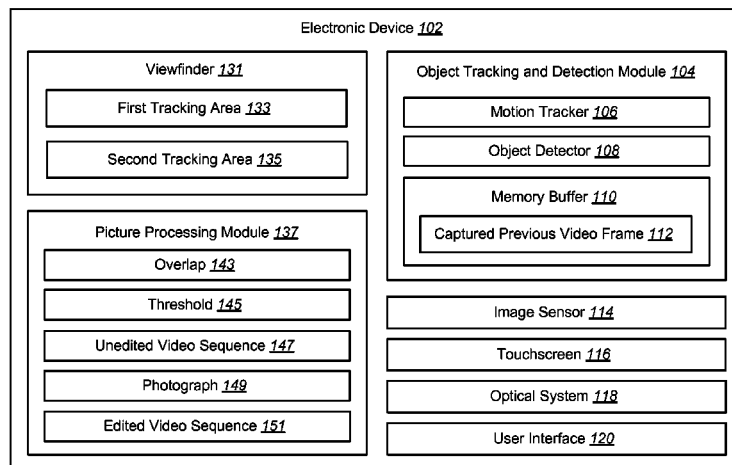 Electronic Device 102
Viewfinder 131
First Tracking Area 133
Second Tracking Area 135
Picture Processing Module 137
Overlap 143
Threshold 145
Unedited Video Sequence 147
Photograph 149
Edited Video Sequence 151
Object Tracking and Detection Module 104
Motion Tracker 106
Object Detector 108
Memory Buffer 110
Captured Previous Video Frame 112
Image Sensor 114
Touchscreen 116
Optical System 118
User Interface 120